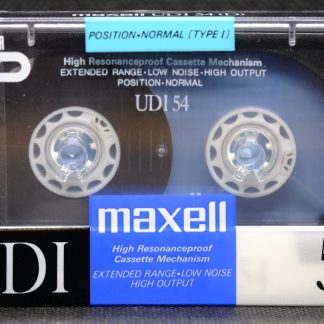 POSITION•NORMAL (TYPE I)
High Resonanceproof Cassette Mechanism
EXTENDED RANGE•LOW NOISE•HIGH OUTPUT
POSITION•NORMAL
UDI 54
maxell
High Resonanceproof
Cassette Mechanism
EXTENDED RANGE•LOW NOISE
HIGH OUTPUT
DI
5